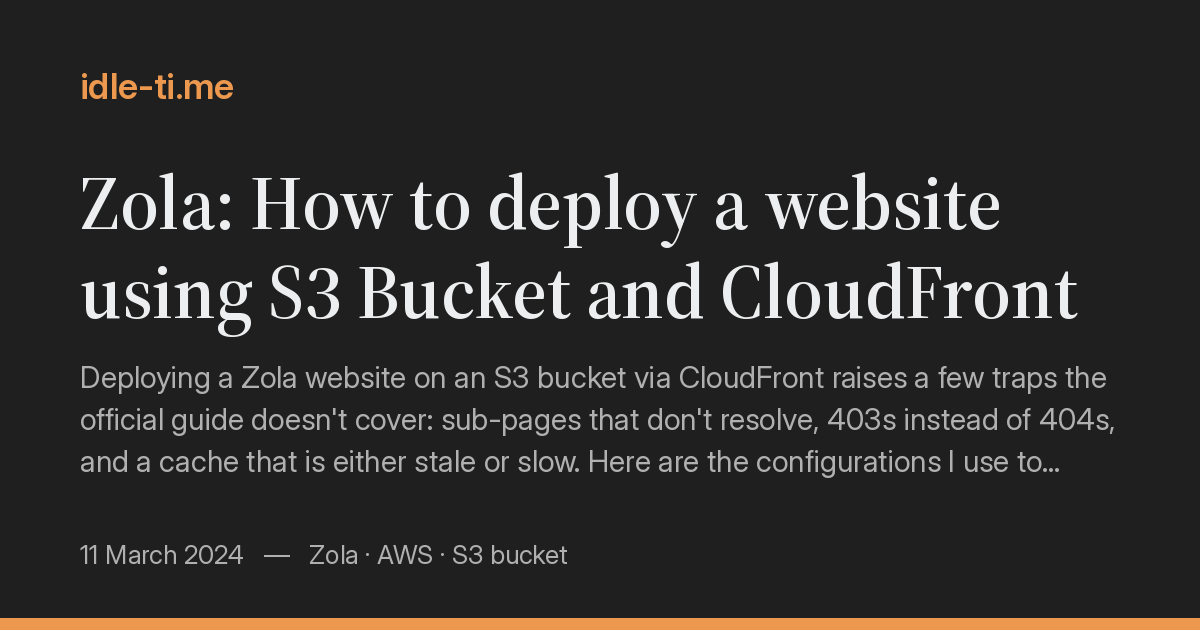 idle-ti.me
Zola: How to deploy a website
using S3 Bucket and CloudFront
Deploying a Zola website on an S3 bucket via CloudFront raises a few traps the
official guide doesn't cover: sub-pages that don't resolve, 403s instead of 404s,
and a cache that is either stale or slow. Here are the configurations I use to...
11 March 2024 — Zola · AWS · S3 bucket